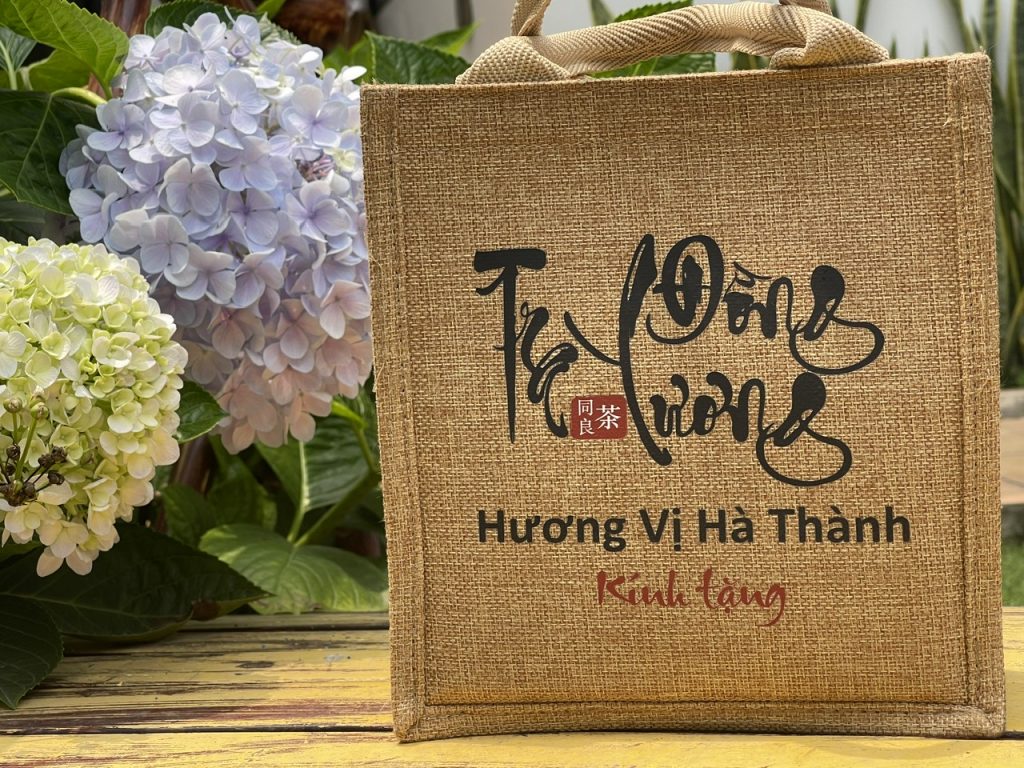 Trà Đồng
Lương
同良
茶
Hương Vị Hà Thành
Kính tặng